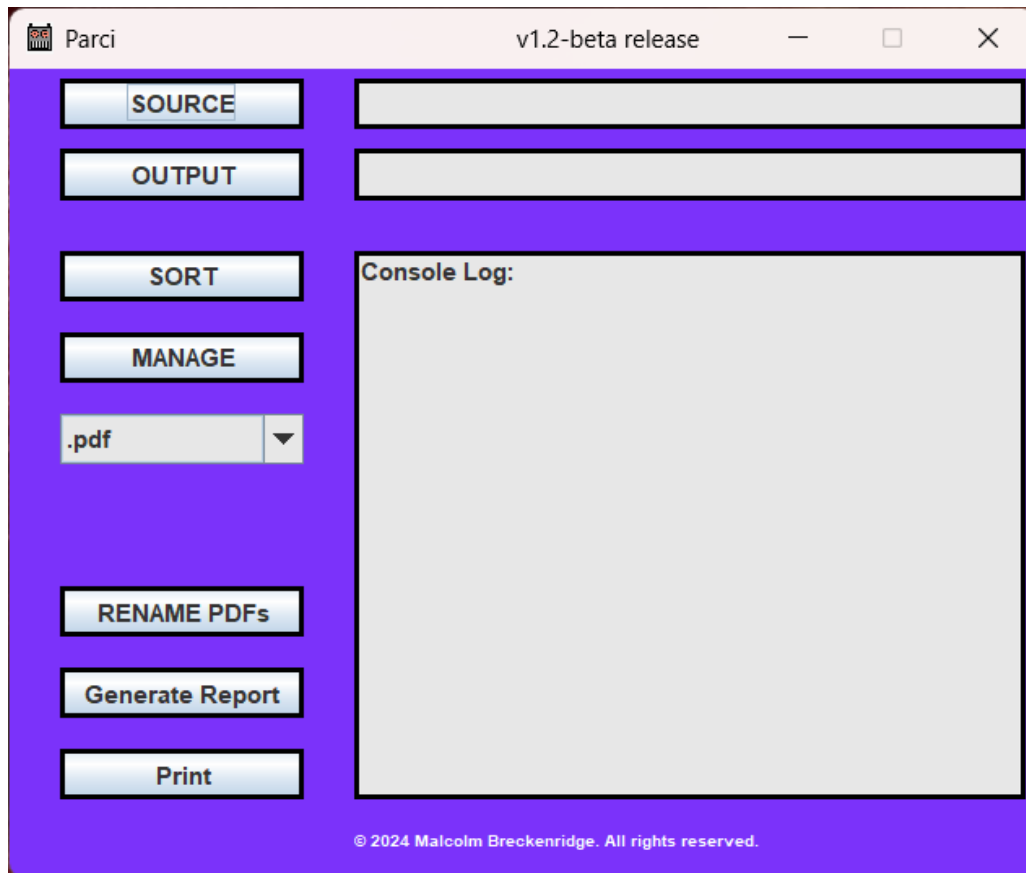 Parci v1.2-beta release
SOURCE
OUTPUT
SORT
Console Log:
MANAGE
.pdf
RENAME PDFs
Generate Report
Print
© 2024 Malcolm Breckenridge. All rights reserved.